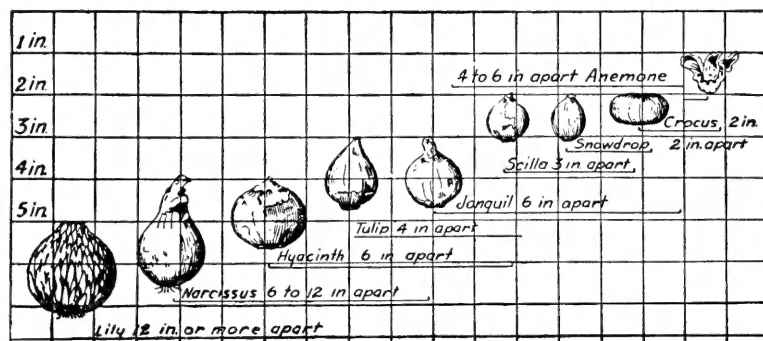 1 in.
4 to 6 in apart Anemone
2 in.
Crocus, 2 in.
3 in.
Snowdrop, 2 in. apart
Scilla 3 in apart
4 in.
Jonquil 6 in apart
5 in.
Tulip 4 in apart
Hyacinth 6 in apart
Narcissus 6 to 12 in apart
Lily 12 in. or more apart